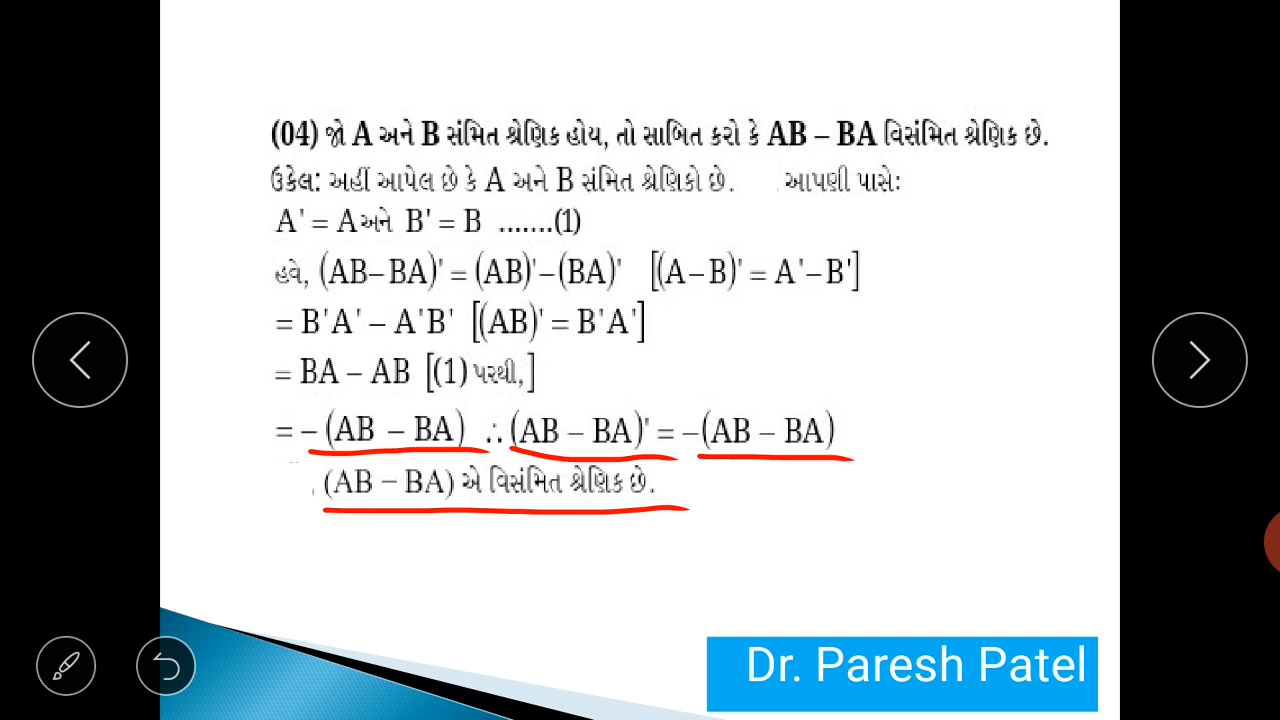 (04) જો A અને B સંમિત શ્રેણિક હોય, તો સાબિત કરો કે AB – BA વિસંમિત શ્રેણિક છે.
ઉકેલ: અહીં આપેલ છે કે A અને B સંમિત શ્રેણિકો છે. આપણી પાસે:
A' = A અને B' = B .......(1)
હવે, (AB–BA)' = (AB)'–(BA)' [(A–B)' = A'–B']
= B'A' – A'B' [(AB)' = B'A']
= BA – AB [(1) પરથી,]
= – (AB – BA) ∴ (AB – BA)' = –(AB – BA)
, (AB – BA) એ વિસંમિત શ્રેણિક છે.
Dr. Paresh Patel